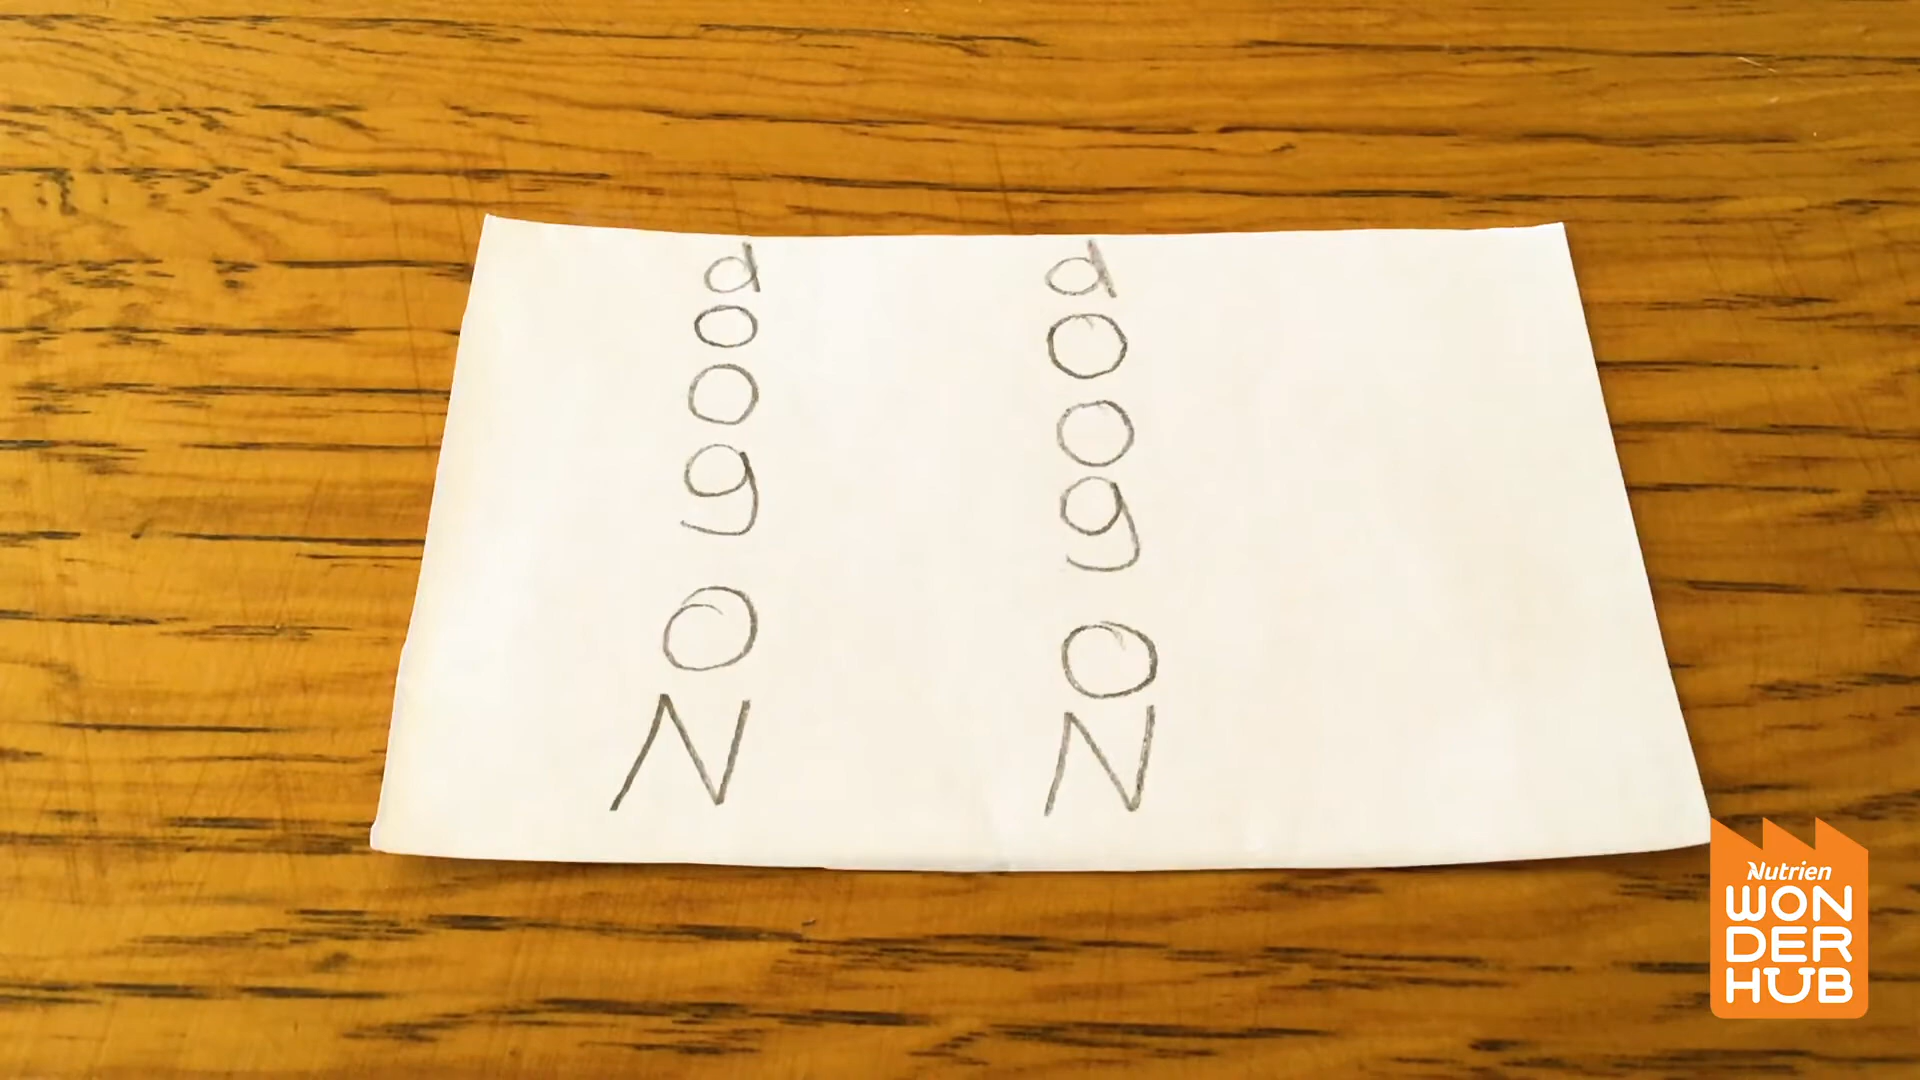 d d
o o
o o
g g
O O
N N
Nutrien
WON
DER
HUB